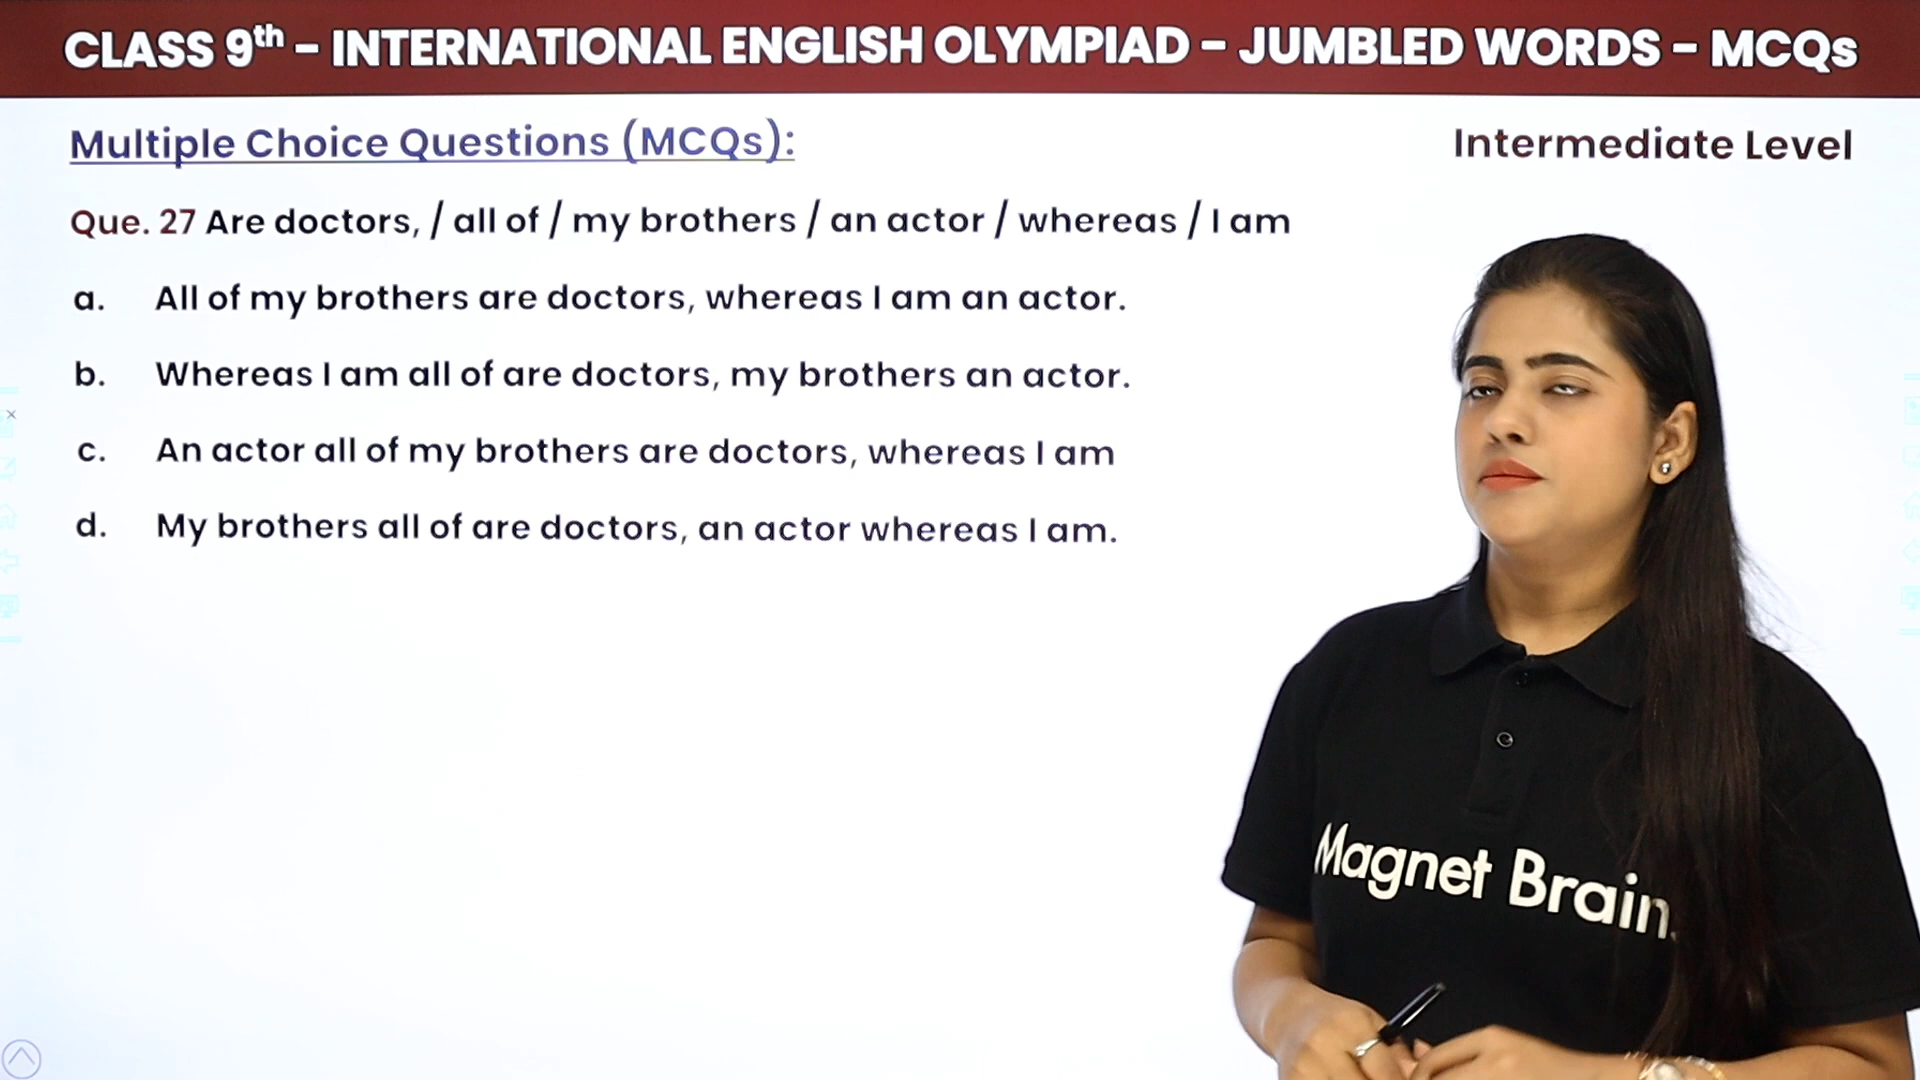 CLASS 9th – INTERNATIONAL ENGLISH OLYMPIAD – JUMBLED WORDS – MCQs
Multiple Choice Questions (MCQs):
Intermediate Level
Que. 27 Are doctors, / all of / my brothers / an actor / whereas / I am
a. All of my brothers are doctors, whereas I am an actor.
b. Whereas I am all of are doctors, my brothers an actor.
c. An actor all of my brothers are doctors, whereas I am
d. My brothers all of are doctors, an actor whereas I am.
Magnet Brain